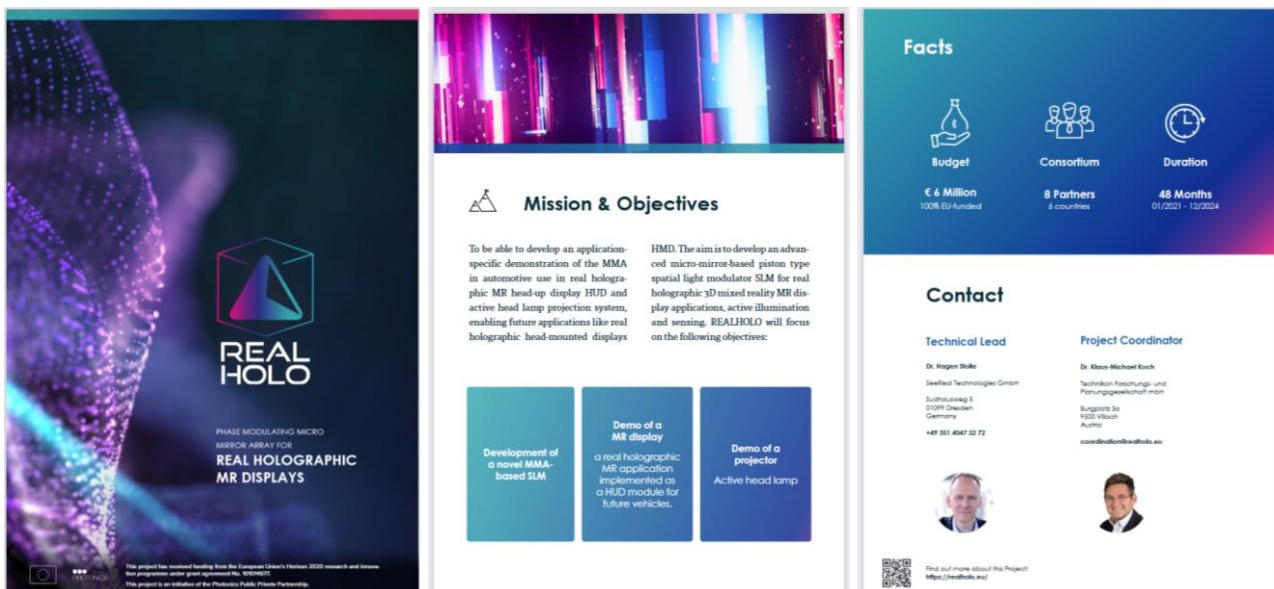 REAL
HOLO
PHASE MODULATING MICRO
MIRROR ARRAY FOR
REAL HOLOGRAPHIC
MR DISPLAYS
PHOTONICS
This project has received funding from the European Union's Horizon 2020 research and innova-
tion programme under grant agreement No. 101014977.
This project is an initiative of the Photonics Public Private Partnership.
Mission & Objectives
To be able to develop an application-
specific demonstration of the MMA
in automotive use in real hologra-
phic MR head-up display HUD and
active head lamp projection system,
enabling future applications like real
holographic head-mounted displays
HMD. The aim is to develop an advan-
ced micro-mirror-based piston type
spatial light modulator SLM for real
holographic 3D mixed reality MR dis-
play applications, active illumination
and sensing. REALHOLO will focus
on the following objectives:
Development of
a novel MMA-
based SLM
Demo of a
MR display
a real holographic
MR application
implemented as
a HUD module for
future vehicles.
Demo of a
projector
Active head lamp
Facts
€
Budget
€ 6 Million
100% EU-funded
Consortium
8 Partners
6 countries
Duration
48 Months
01/2021 - 12/2024
Contact
Technical Lead
Dr. Hagen Stolle
SeeReal Technologies GmbH
Sudhausweg 5
01099 Dresden
Germany
+49 351 4047 32 72
Project Coordinator
Dr. Klaus-Michael Koch
Technikon Forschungs- und
Planungsgesellschaft mbH
Burgplatz 3a
9500 Villach
Austria
coordination@realholo.eu
Find out more about this Project:
https://realholo.eu/